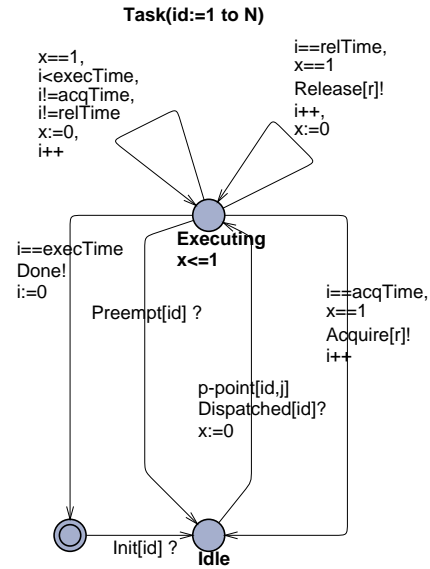 Task(id:=1 to N)
x==1,
i<execTime,
i!=acqTime,
i!=relTime
x:=0,
i++
i==relTime,
x==1
Release[r]!
i++,
x:=0
Executing
x<=1
i==execTime
Done!
i:=0
Preempt[id] ?
i==acqTime,
x==1
Acquire[r]!
i++
p-point[id,j]
Dispatched[id]?
x:=0
Init[id] ?
Idle